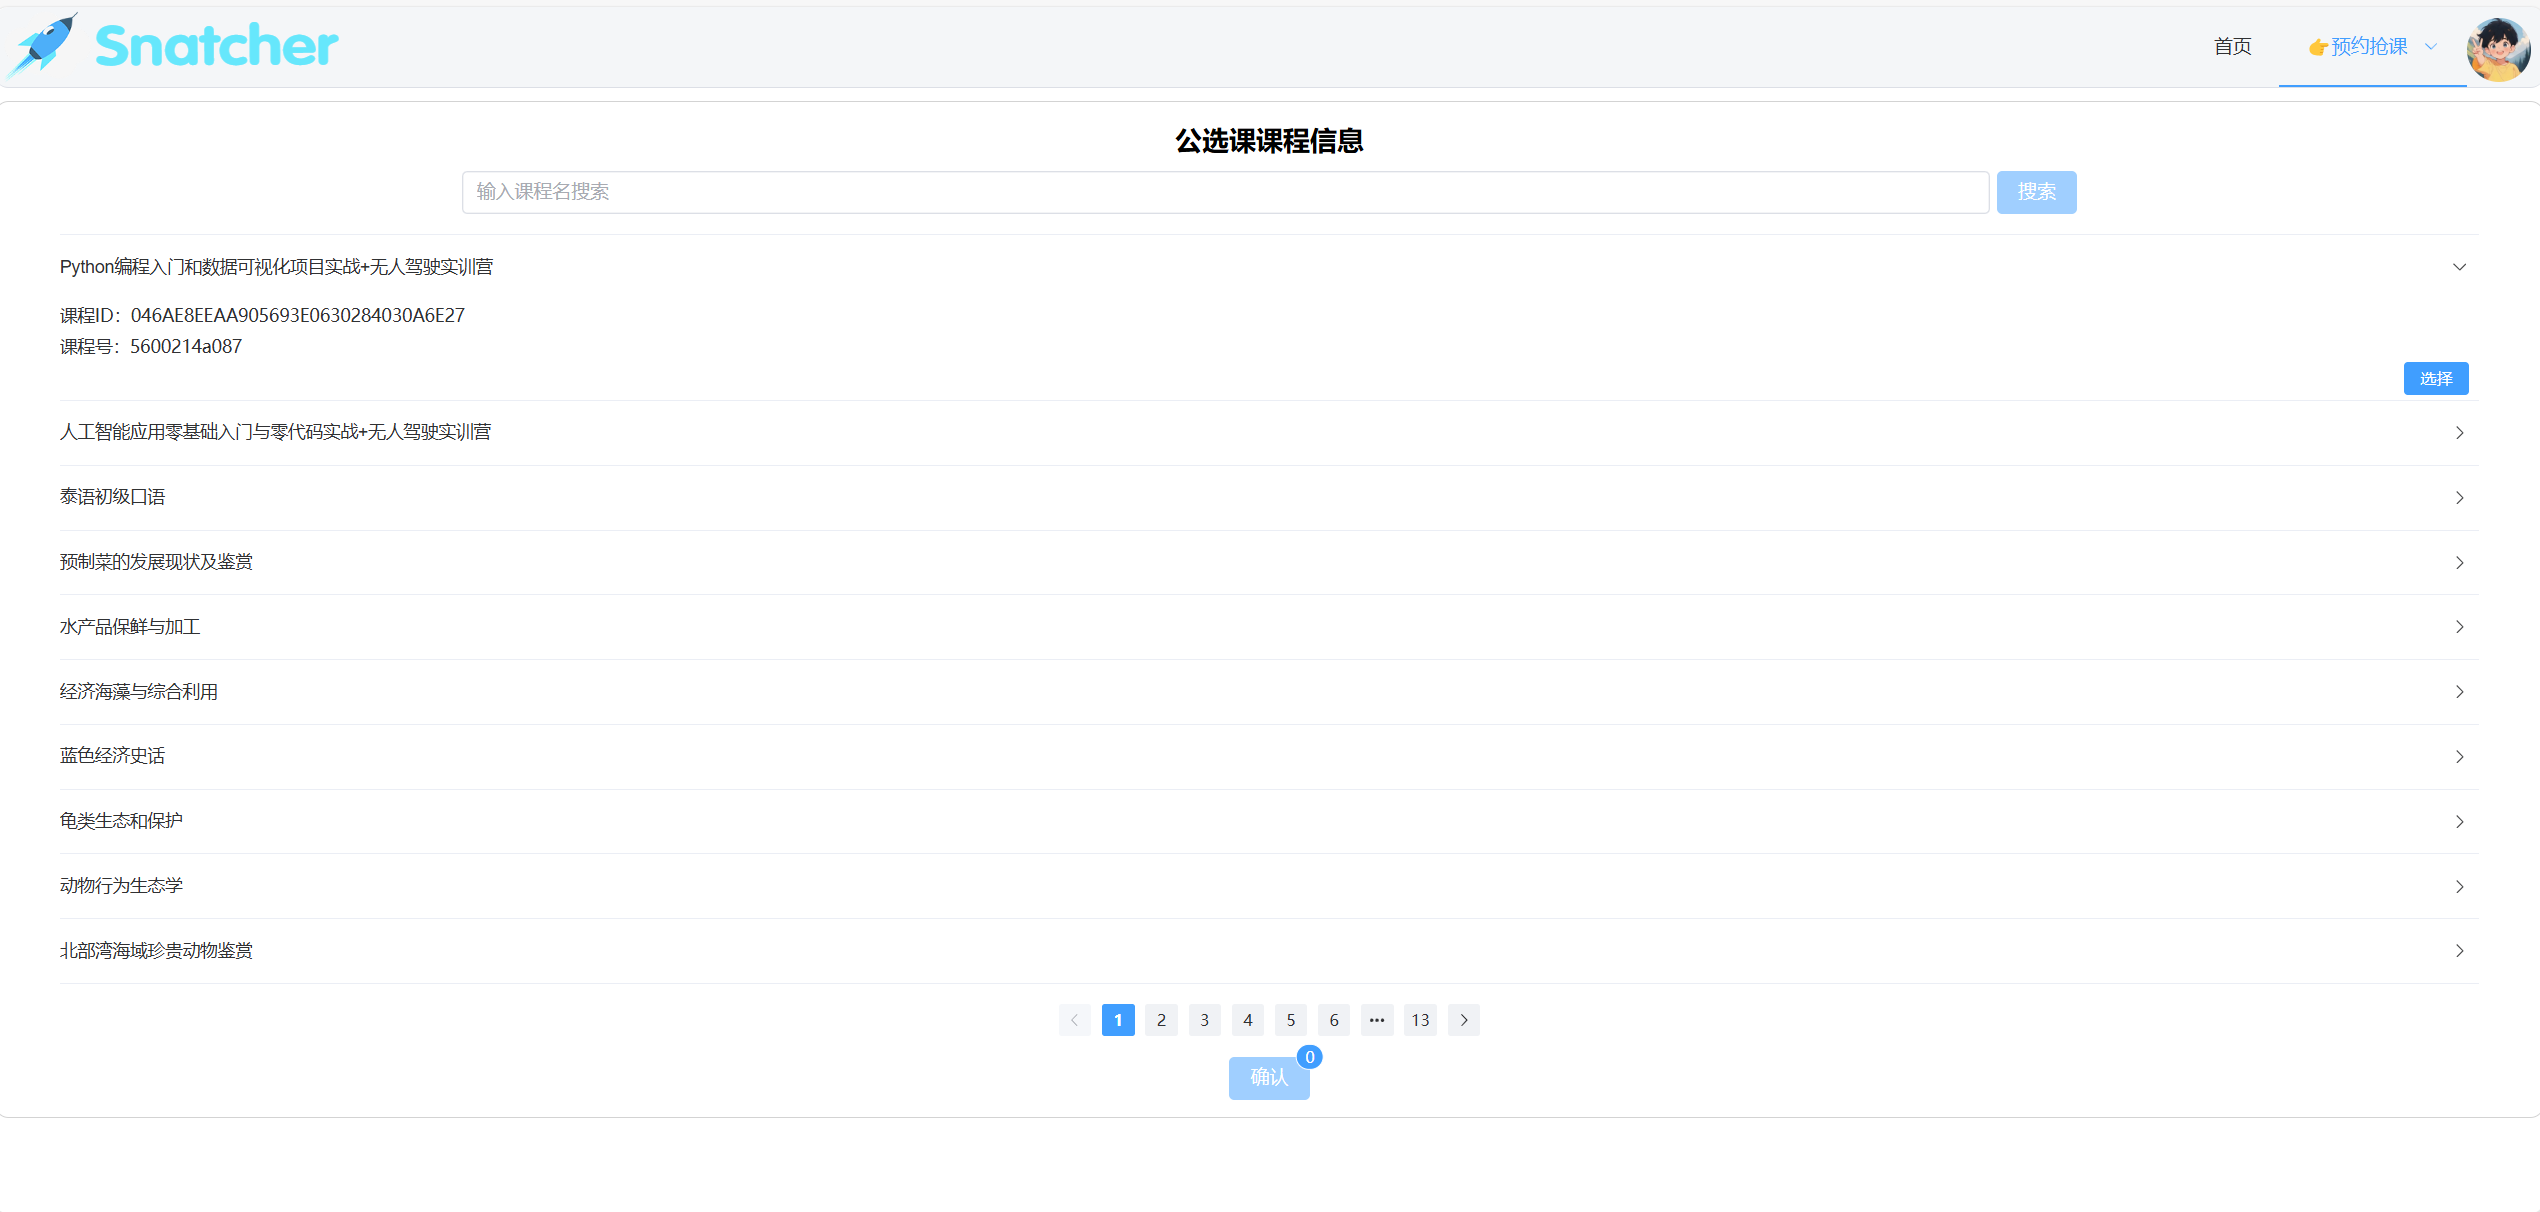 Snatcher
首页
👉预约抢课
公选课课程信息
输入课程名搜索
搜索
Python编程入门和数据可视化项目实战+无人驾驶实训营
课程ID：046AE8EEAA905693E0630284030A6E27
课程号：5600214a087
选择
人工智能应用零基础入门与零代码实战+无人驾驶实训营
泰语初级口语
预制菜的发展现状及鉴赏
水产品保鲜与加工
经济海藻与综合利用
蓝色经济史话
龟类生态和保护
动物行为生态学
北部湾海域珍贵动物鉴赏
1 2 3 4 5 6 ••• 13
0
确认